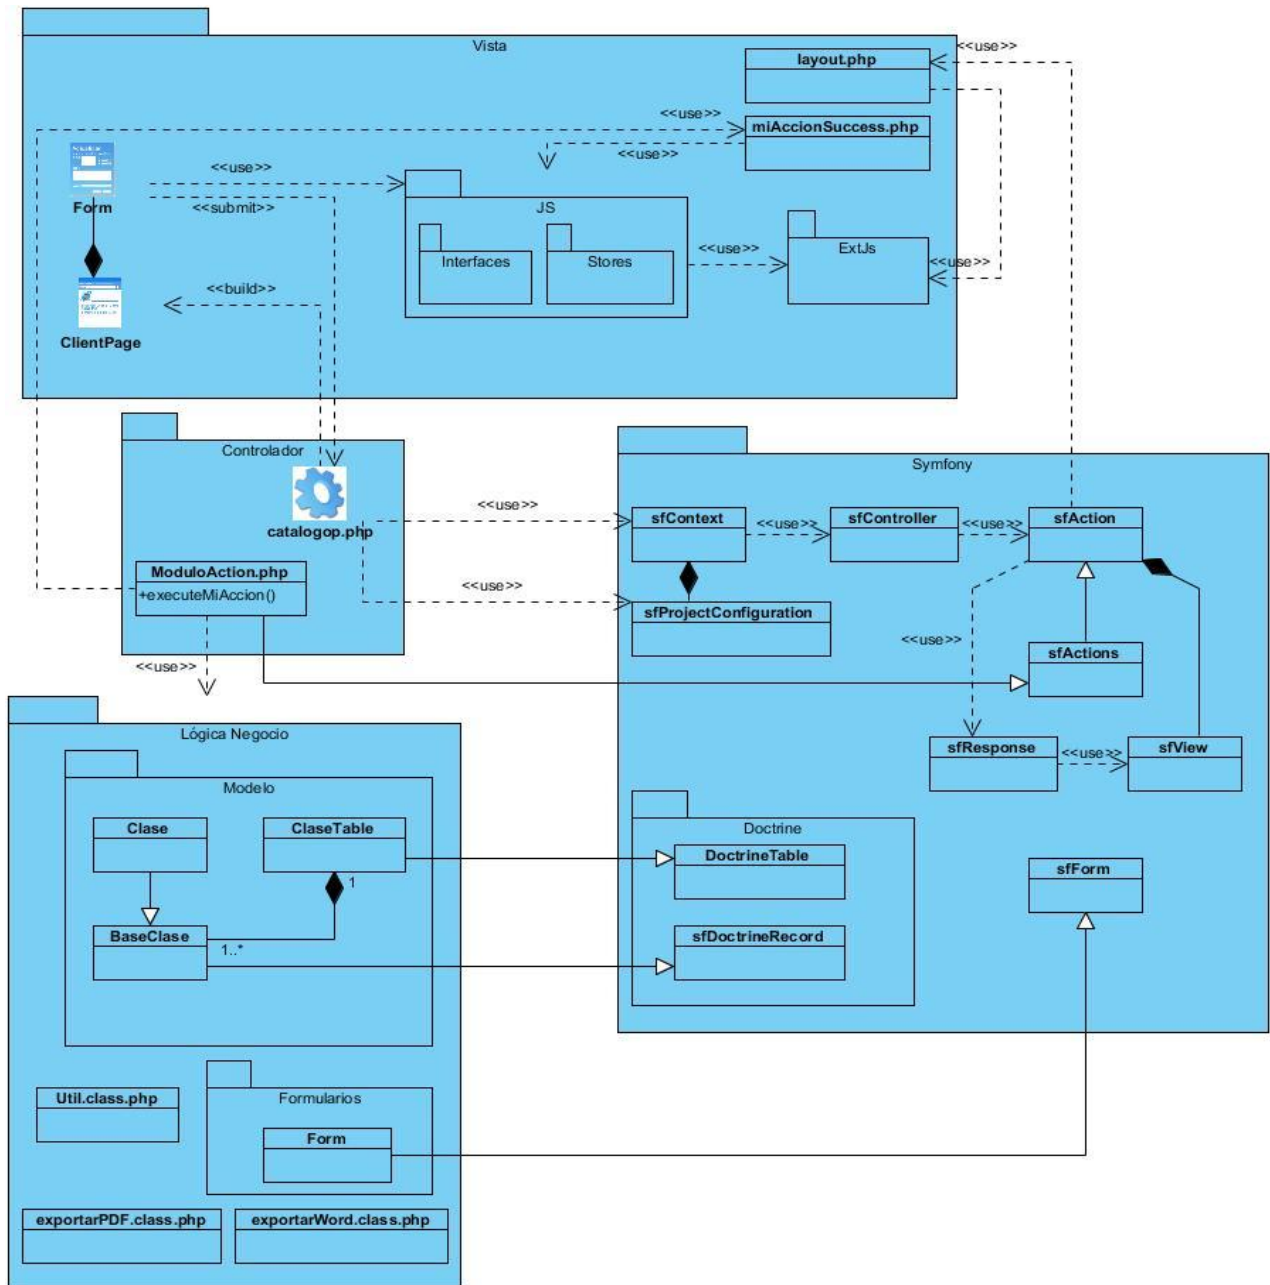 Vista
<<use>>
layout.php
<<use>>
miAccionSuccess.php
<<use>>
<<use>>
Form
<<submit>>
JS
<<use>>
ExtJs
Interfaces
Stores
<<use>>
<<build>>
ClientPage
Controlador
Symfony
<<use>>
sfContext
<<use>>
sfController
<<use>>
sfAction
catalogop.php
ModuloAction.php
+executeMiAccion()
<<use>>
sfProjectConfiguration
<<use>>
sfActions
<<use>>
Lógica Negocio
sfResponse
<<use>>
sfView
Modelo
Clase
ClaseTable
Doctrine
DoctrineTable
sfForm
1
BaseClase
1..*
sfDoctrineRecord
Util.class.php
Formularios
Form
exportarPDF.class.php
exportarWord.class.php